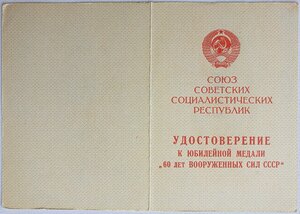 СОЮЗ
СОВЕТСКИХ
СОЦИАЛИСТИЧЕСКИХ
РЕСПУБЛИК
УДОСТОВЕРЕНИЕ
К ЮБИЛЕЙНОЙ МЕДАЛИ
„60 лет ВООРУЖЕННЫХ СИЛ СССР“